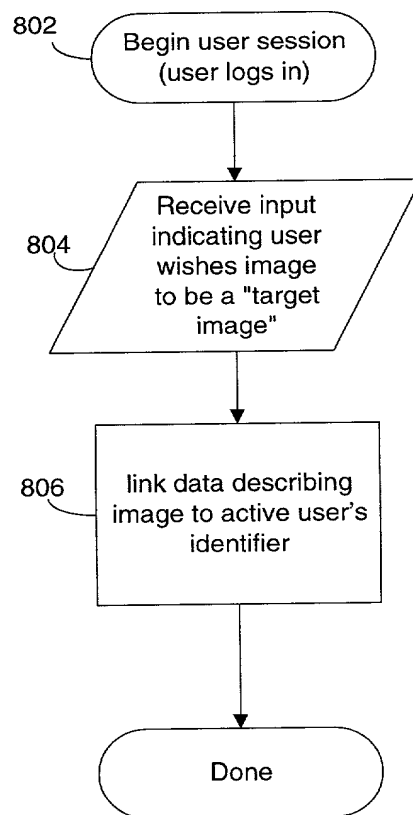 802
Begin user session
(user logs in)
804
Receive input
indicating user
wishes image
to be a "target
image"
806
link data describing
image to active user's
identifier
Done